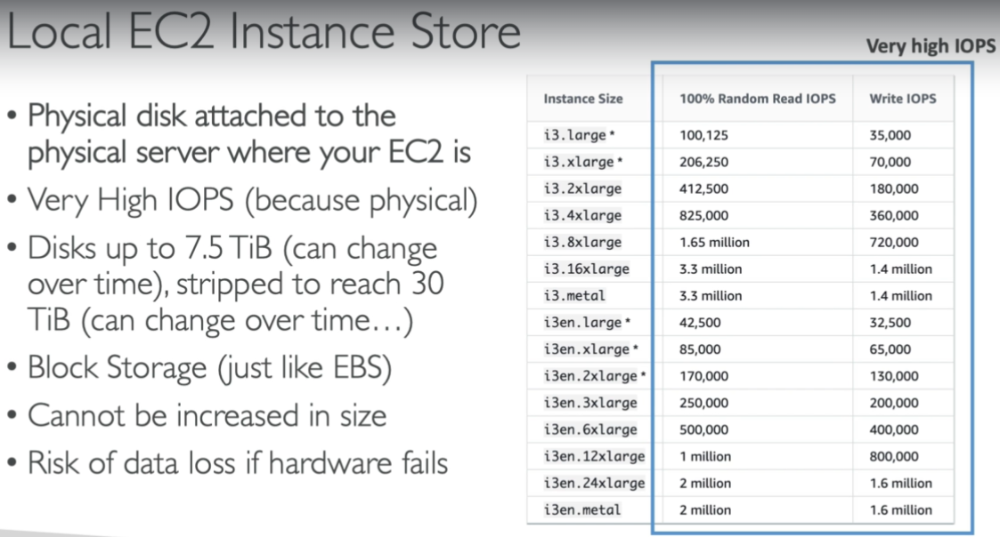 Local EC2 Instance Store
Very high IOPS
• Physical disk attached to the
physical server where your EC2 is
• Very High IOPS (because physical)
• Disks up to 7.5 TiB (can change
over time), stripped to reach 30
TiB (can change over time…)
• Block Storage (just like EBS)
• Cannot be increased in size
• Risk of data loss if hardware fails
Instance Size 100% Random Read IOPS Write IOPS
i3.large * 100,125 35,000
i3.xlarge * 206,250 70,000
i3.2xlarge 412,500 180,000
i3.4xlarge 825,000 360,000
i3.8xlarge 1.65 million 720,000
i3.16xlarge 3.3 million 1.4 million
i3.metal 3.3 million 1.4 million
i3en.large * 42,500 32,500
i3en.xlarge * 85,000 65,000
i3en.2xlarge * 170,000 130,000
i3en.3xlarge 250,000 200,000
i3en.6xlarge 500,000 400,000
i3en.12xlarge 1 million 800,000
i3en.24xlarge 2 million 1.6 million
i3en.metal 2 million 1.6 million